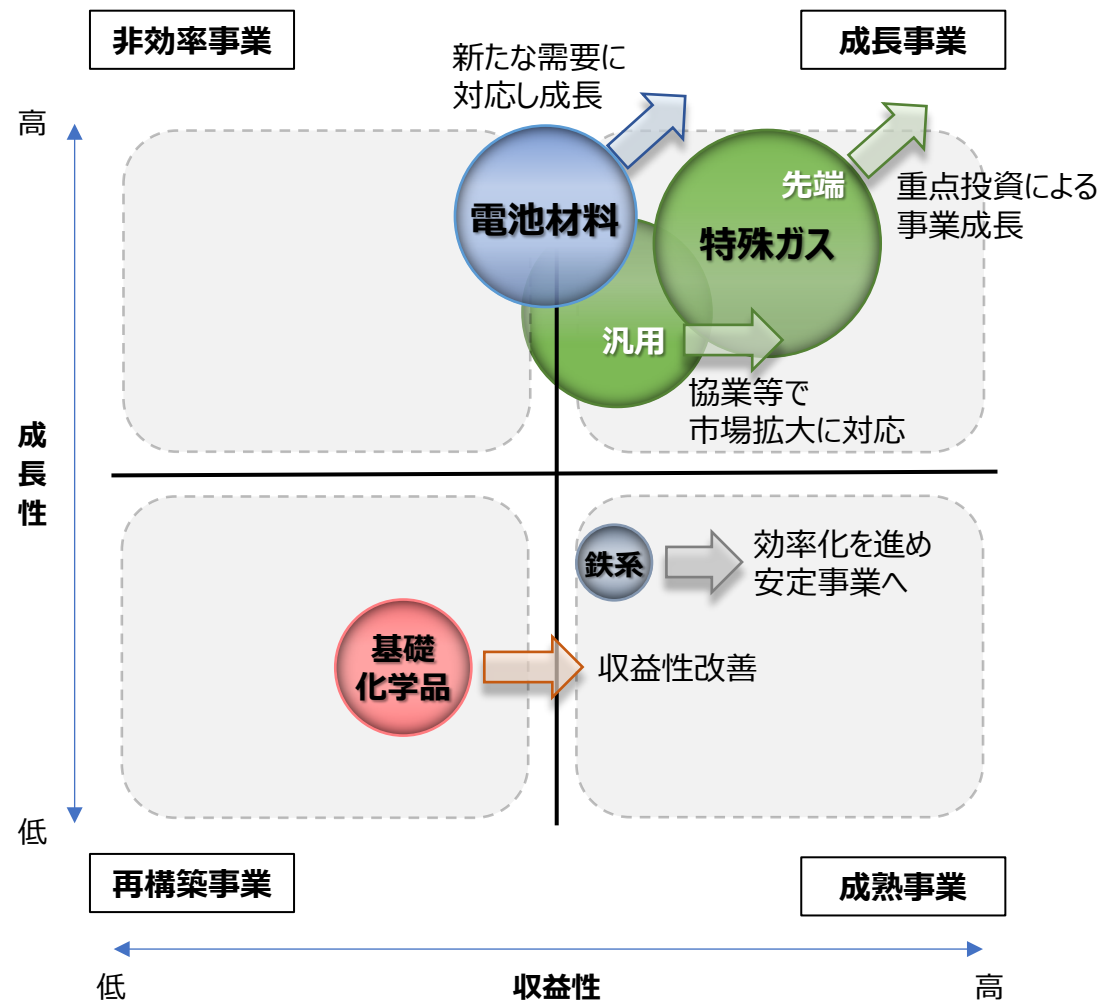 非効率事業
成長事業
新たな需要に
対応し成長
高
電池材料
先端
特殊ガス
重点投資による
事業成長
汎用
協業等で
市場拡大に対応
成
長
性
鉄系
効率化を進め
安定事業へ
基礎
化学品
収益性改善
低
再構築事業
成熟事業
低
収益性
高